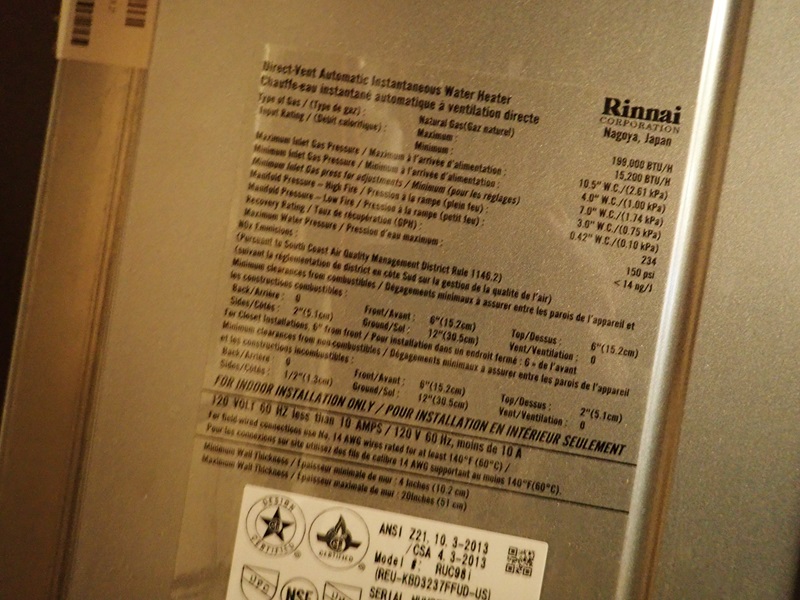 Direct-Vent Automatic Instantaneous Water Heater
Chauffe-eau instantané automatique à ventilation directe
Rinnai
CORPORATION
Nagoya, Japan
Type of Gas / (Type de gaz) : Natural Gas(Gaz naturel)
Input Rating / (Débit calorifique) : Maximum : 199,000 BTU/H
Minimum : 15,200 BTU/H
Maximum Inlet Gas Pressure / Maximum à l'arrivée d'alimentation : 10.5" W.C./(2.61 kPa)
Minimum Inlet Gas Pressure / Minimum à l'arrivée d'alimentation : 4.0" W.C./(1.00 kPa)
Minimum Inlet Gas press for adjustments / Minimum (pour les réglages) 7.0" W.C./(1.74 kPa)
Manifold Pressure – High Fire / Pression à la rampe (plein feu) : 3.0" W.C./(0.75 kPa)
Manifold Pressure – Low Fire / Pression à la rampe (petit feu) : 0.42" W.C./(0.10 kPa)
Recovery Rating / Taux de récupération (GPH) : 234
Maximum Water Pressure / Pression d'eau maximum : 150 psi
NOx Emmisions : < 14 ng/J
(Pursuant to South Coast Air Quality Management District Rule 1146.2)
(suivant la réglementation du district en côte Sud sur la gestion de la qualité de l'air)
Minimum clearances from combustibles / Dégagements minimaux à assurer entre les parois de l'appareil et
les constructions combustibles :
Back/Arrière : 0 Front/Avant : 6"(15.2cm) Top/Dessus : 6"(15.2cm)
Sides/Côtés : 2"(5.1cm) Ground/Sol : 12"(30.5cm) Vent/Ventilation : 0
For Closet Installations, 6" from front / Pour installation dans un endroit fermé : 6" de l'avant
Minimum clearances from noncombustibles / Dégagements minimaux à assurer entre les parois de l'appareil
et les constructions incombustibles :
Back/Arrière 0 Front/Avant : 6"(15.2cm) Top/Dessus : 2"(5.1cm)
Sides/Côtés : 1/2"(1.3cm) Ground/Sol : 12"(30.5cm) Vent/Ventilation : 0
FOR INDOOR INSTALLATION ONLY / POUR INSTALLATION EN INTÉRIEUR SEULEMENT
120 VOLT 60 HZ less than 10 AMPS / 120 V 60 Hz, moins de 10 A
For field wired connections use No. 14 AWG wires rated for at least 140°F (60°C) /
Pour les connexions sur site utilisez des fils de calibre 14 AWG supportant au moins 140°F(60°C).
Minimum Wall Thickness / Épaisseur minimale de mur : 4 Inches (10.2 cm)
Maximum Wall Thickness / Épaisseur maximale de mur : 20Inches (51 cm)
DESIGN CERTIFIED
CERTIFIED
ANSI Z21.10.3-2013
/CSA 4.3-2013
Model #: RUC98i
(REU-KBD3237FFUD-US)
UPC
NSF